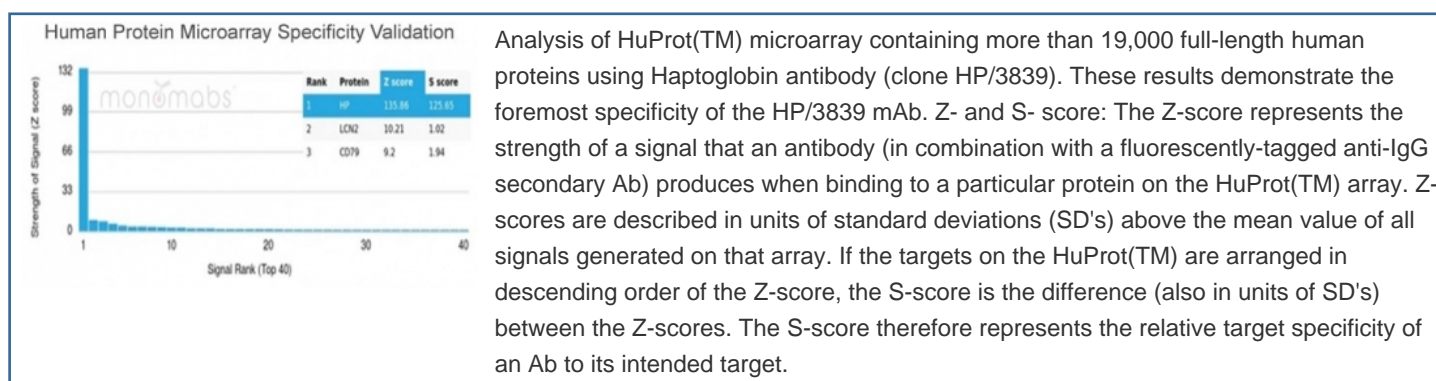 Human Protein Microarray Specificity Validation
Strength of Signal (Z score)
132
99
66
33
0
monomabs
Rank Protein Z score S score
1 HP 135.86 125.65
2 LCN2 10.21 1.02
3 CD79 9.2 1.94
1 10 20 30 40
Signal Rank (Top 40)
Analysis of HuProt(TM) microarray containing more than 19,000 full-length human
proteins using Haptoglobin antibody (clone HP/3839). These results demonstrate the
foremost specificity of the HP/3839 mAb. Z- and S- score: The Z-score represents the
strength of a signal that an antibody (in combination with a fluorescently-tagged anti-IgG
secondary Ab) produces when binding to a particular protein on the HuProt(TM) array. Z-
scores are described in units of standard deviations (SD's) above the mean value of all
signals generated on that array. If the targets on the HuProt(TM) are arranged in
descending order of the Z-score, the S-score is the difference (also in units of SD's)
between the Z-scores. The S-score therefore represents the relative target specificity of
an Ab to its intended target.